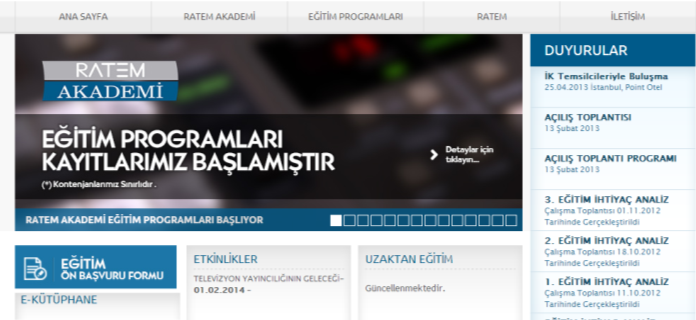 ANA SAYFA
RATEM AKADEMİ
EĞİTİM PROGRAMLARI
RATEM
İLETİŞİM
RATEM
AKADEMİ
EĞİTİM PROGRAMLARI
KAYITLARIMIZ BAŞLAMIŞTIR
(*) Kontenjanlarımız Sınırlıdır.
Detaylar için
tıklayın...
RATEM AKADEMİ EĞİTİM PROGRAMLARI BAŞLIYOR
DUYURULAR
İK Temsilcileriyle Buluşma
25.04.2013 İstanbul, Point Otel
AÇILIŞ TOPLANTISI
13 Şubat 2013
AÇILIŞ TOPLANTI PROGRAMI
13 Şubat 2013
3. EĞİTİM İHTİYAÇ ANALİZ
Çalışma Toplantısı 01.11.2012
Tarihinde Gerçekleştirildi
2. EĞİTİM İHTİYAÇ ANALİZ
Çalışma Toplantısı 18.10.2012
Tarihinde Gerçekleştirildi
1. EĞİTİM İHTİYAÇ ANALİZ
Çalışma Toplantısı 11.10.2012
Tarihinde Gerçekleştirildi
EĞİTİM
ÖN BAŞVURU FORMU
E-KÜTÜPHANE
ETKİNLİKLER
TELEVİZYON YAYINCILIĞININ GELECEĞİ-
01.02.2014 -
UZAKTAN EĞİTİM
Güncellenmektedir.